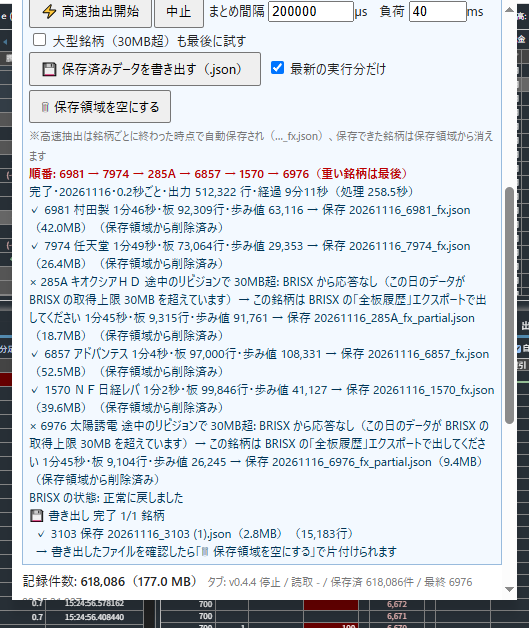 ⚡ 高速抽出開始 中止 まとめ間隔 200000 μs 負荷 40 ms
大型銘柄（30MB超）も最後に試す
💾 保存済みデータを書き出す（.json） 最新の実行分だけ
🗑 保存領域を空にする
※高速抽出は銘柄ごとに終わった時点で自動保存され（..._fx.json）、保存できた銘柄は保存領域から消え
ます
順番: 6981 → 7974 → 285A → 6857 → 1570 → 6976（重い銘柄は最後）
完了・20261116・0.2秒ごと・出力 512,322 行・経過 9分11秒（処理 258.5秒）
✓ 6981 村田製 1分46秒・板 92,309行・歩み値 63,116 → 保存 20261116_6981_fx.json
（42.0MB）（保存領域から削除済み）
✓ 7974 任天堂 1分49秒・板 73,064行・歩み値 29,353 → 保存 20261116_7974_fx.json
（26.4MB）（保存領域から削除済み）
× 285A キオクシアＨＤ 途中のリビジョンで 30MB超: BRISX から応答なし（この日のデータが
BRISX の取得上限 30MB を超えています）→ この銘柄は BRISX の「全板履歴」エクスポートで出
してください 1分45秒・板 9,315行・歩み値 91,761 → 保存 20261116_285A_fx_partial.json
（18.7MB）（保存領域から削除済み）
✓ 6857 アドバンテス 1分4秒・板 97,000行・歩み値 108,331 → 保存 20261116_6857_fx.json
（52.5MB）（保存領域から削除済み）
✓ 1570 ＮＦ日経レバ 1分2秒・板 99,846行・歩み値 41,127 → 保存 20261116_1570_fx.json
（39.6MB）（保存領域から削除済み）
× 6976 太陽誘電 途中のリビジョンで 30MB超: BRISX から応答なし（この日のデータが BRISX の
取得上限 30MB を超えています）→ この銘柄は BRISX の「全板履歴」エクスポートで出してくださ
い 1分45秒・板 9,104行・歩み値 26,245 → 保存 20261116_6976_fx_partial.json（9.4MB）
（保存領域から削除済み）
BRISX の状態: 正常に戻しました
💾 書き出し 完了 1/1 銘柄
✓ 3103 保存 20261116_3103 (1).json（2.8MB）（15,183行）
→ 書き出したファイルを確認したら「🗑 保存領域を空にする」で片付けられます
記録件数: 618,086（177.0 MB） タブ: v0.4.4 停止 / 読取 - / 保存済 618,086件 / 最終 6976
0.7 15:24:56.578162 700 6,672
0.7 15:24:56.408440 700 6,671